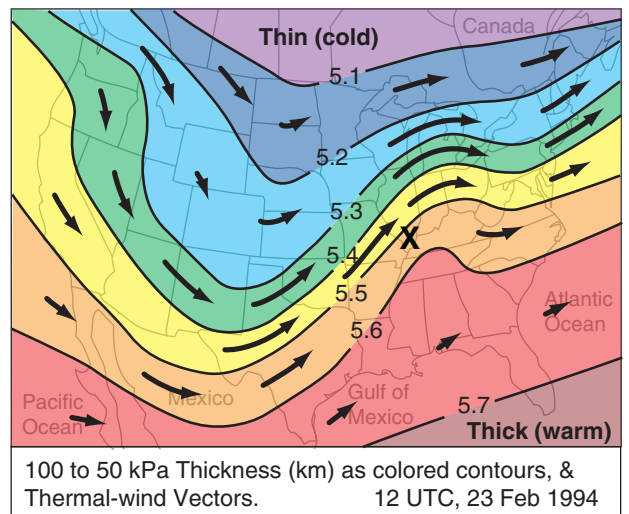 Thin (cold)
Canada
5.1
5.2
5.3
5.4
X
5.5
5.6
Atlantic
Ocean
Pacific
Ocean
Mexico
Gulf of
Mexico
5.7
Thick (warm)
100 to 50 kPa Thickness (km) as colored contours, &
Thermal-wind Vectors. 12 UTC, 23 Feb 1994